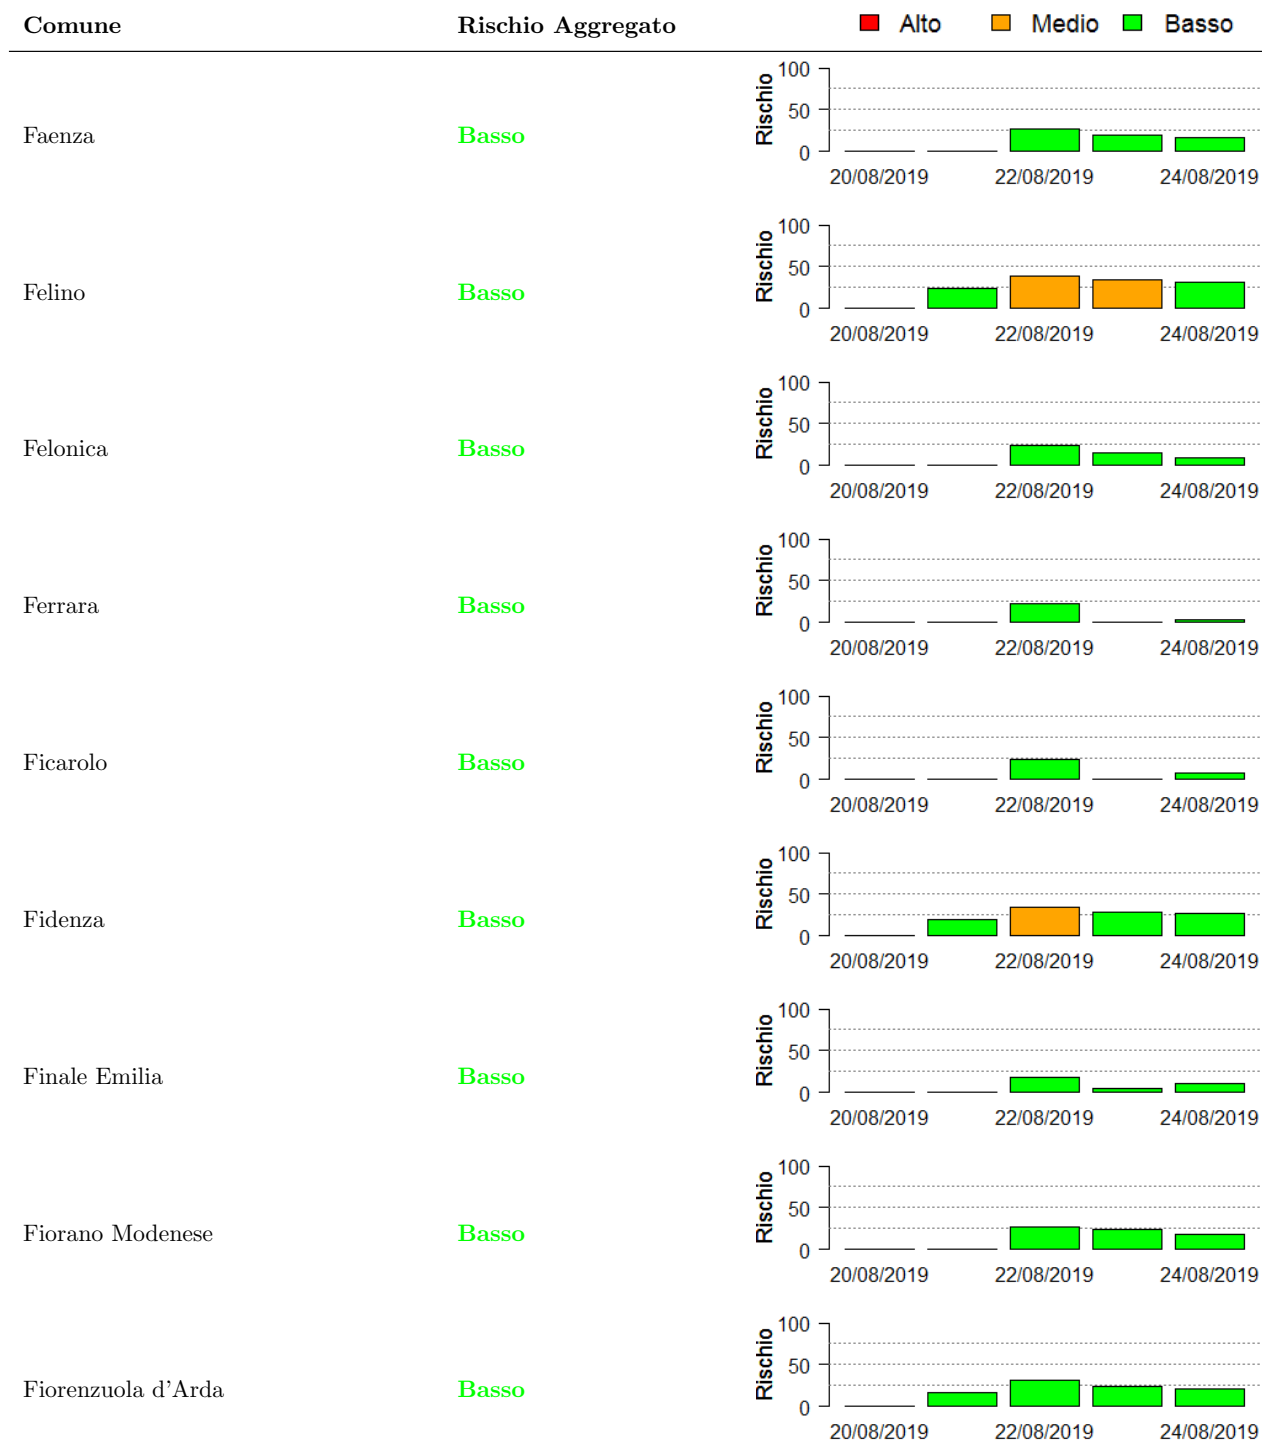 Comune Rischio Aggregato Alto Medio Basso
Faenza Basso
Rischio
100
50
0
20/08/2019 22/08/2019 24/08/2019
Felino Basso
Rischio
100
50
0
20/08/2019 22/08/2019 24/08/2019
Felonica Basso
Rischio
100
50
0
20/08/2019 22/08/2019 24/08/2019
Ferrara Basso
Rischio
100
50
0
20/08/2019 22/08/2019 24/08/2019
Ficarolo Basso
Rischio
100
50
0
20/08/2019 22/08/2019 24/08/2019
Fidenza Basso
Rischio
100
50
0
20/08/2019 22/08/2019 24/08/2019
Finale Emilia Basso
Rischio
100
50
0
20/08/2019 22/08/2019 24/08/2019
Fiorano Modenese Basso
Rischio
100
50
0
20/08/2019 22/08/2019 24/08/2019
Fiorenzuola d'Arda Basso
Rischio
100
50
0
20/08/2019 22/08/2019 24/08/2019